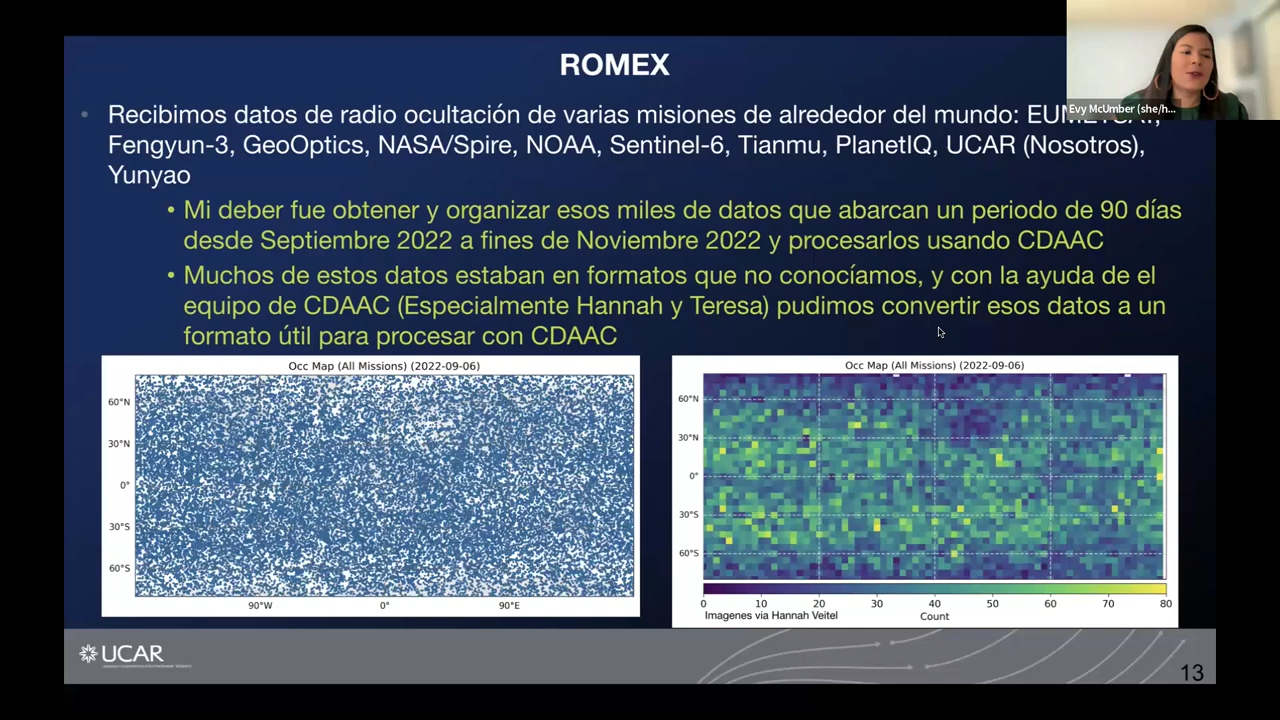 ROMEX
Evy McUmber (she/h...
• Recibimos datos de radio ocultación de varias misiones de alrededor del mundo: EUMETSAT,
Fengyun-3, GeoOptics, NASA/Spire, NOAA, Sentinel-6, Tianmu, PlanetIQ, UCAR (Nosotros),
Yunyao
• Mi deber fue obtener y organizar esos miles de datos que abarcan un periodo de 90 días
desde Septiembre 2022 a fines de Noviembre 2022 y procesarlos usando CDAAC
• Muchos de estos datos estaban en formatos que no conocíamos, y con la ayuda de el
equipo de CDAAC (Especialmente Hannah y Teresa) pudimos convertir esos datos a un
formato útil para procesar con CDAAC
Occ Map (All Missions) (2022-09-06)
60°N
30°N
0°
30°S
60°S
90°W 0° 90°E
Occ Map (All Missions) (2022-09-06)
60°N
30°N
0°
30°S
60°S
0 10 20 30 40 50 60 70 80
Imagenes via Hannah Veitel
Count
UCAR
13